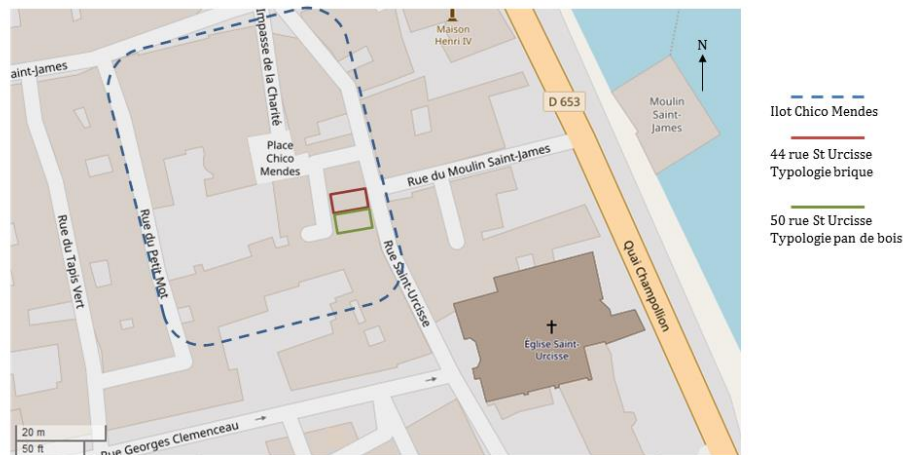 Maison
Henri IV
N
aint-James
Impasse de la Charité
D 653
Moulin
Saint-
James
Ilot Chico Mendes
Place
Chico
Mendes
44 rue St Urcisse
Typologie brique
Rue du Moulin Saint-James
Rue du Tapis Vert
Rue du Petit Mot
50 rue St Urcisse
Typologie pan de bois
Rue Saint-Urcisse
Quai Champollion
Église Saint-
Urcisse
20 m
50 ft
Rue Georges Clemenceau